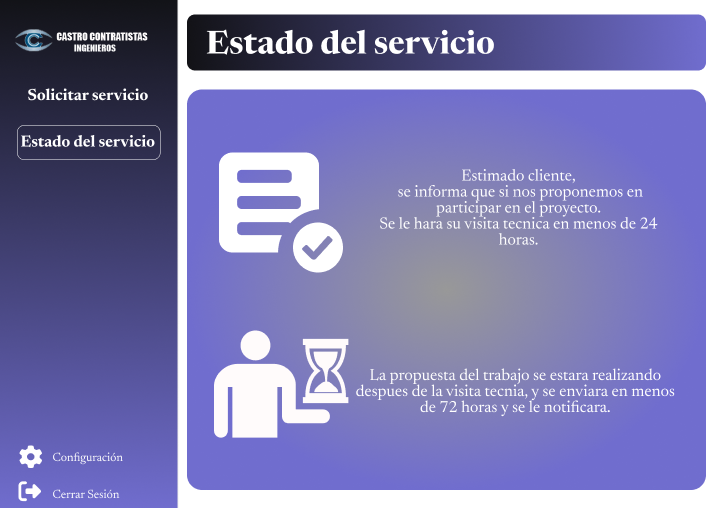 CASTRO CONTRATISTAS
INGENIEROS
Solicitar servicio
Estado del servicio
Configuración
Cerrar Sesión
Estado del servicio
Estimado cliente,
se informa que si nos proponemos en
participar en el proyecto.
Se le hara su visita tecnica en menos de 24
horas.
La propuesta del trabajo se estara realizando
despues de la visita tecnia, y se enviara en menos
de 72 horas y se le notificara.